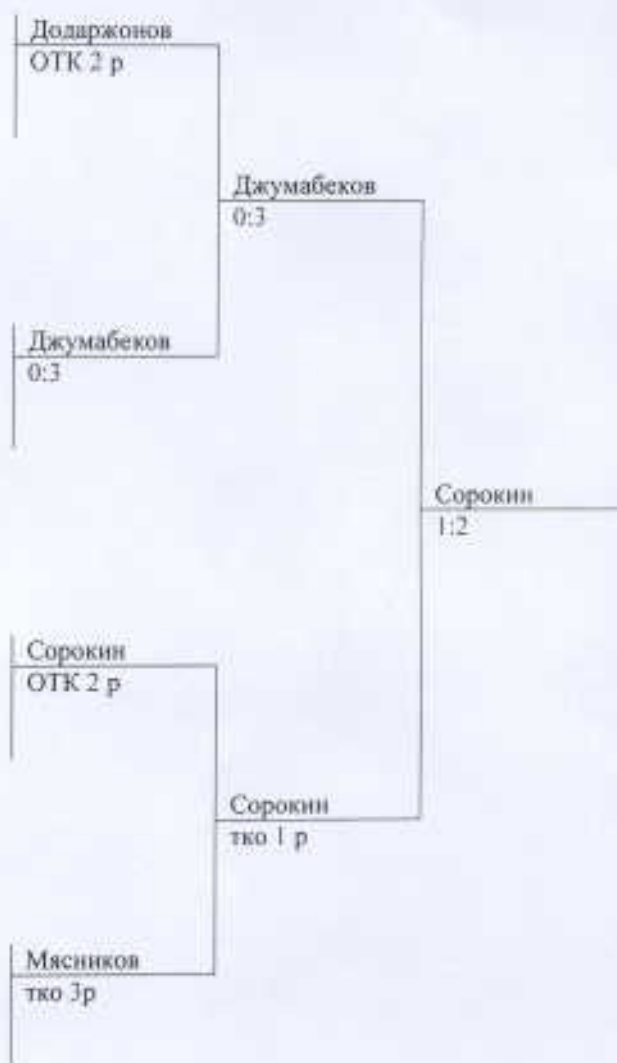 Додаржонов
ОТК 2 р
Джумабеков
0:3
Джумабеков
0:3
Сорокин
1:2
Сорокин
ОТК 2 р
Сорокин
тко 1 р
Мясников
тко 3р